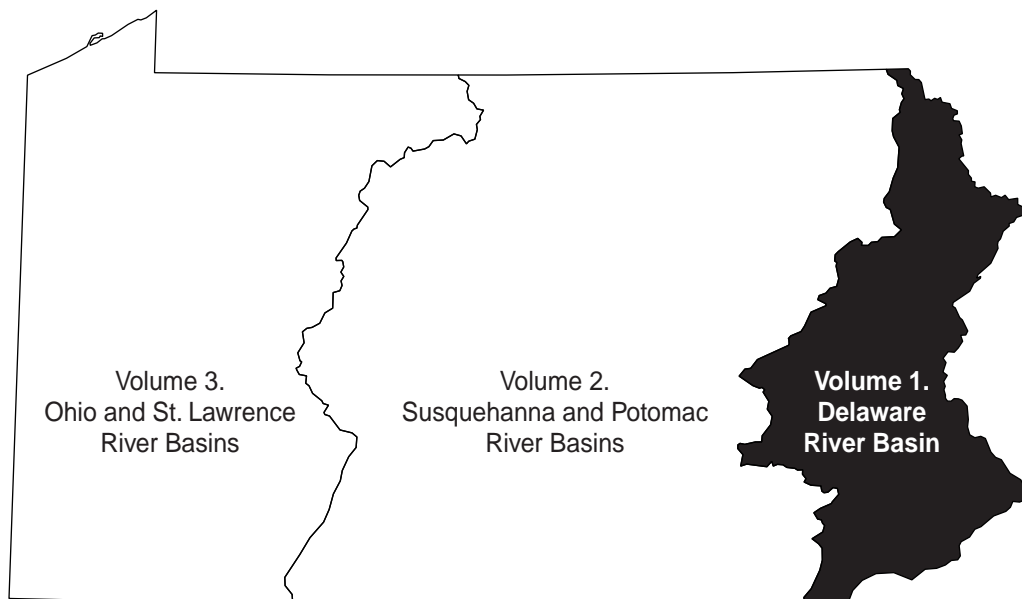 Volume 3.
Ohio and St. Lawrence
River Basins
Volume 2.
Susquehanna and Potomac
River Basins
Volume 1.
Delaware
River Basin